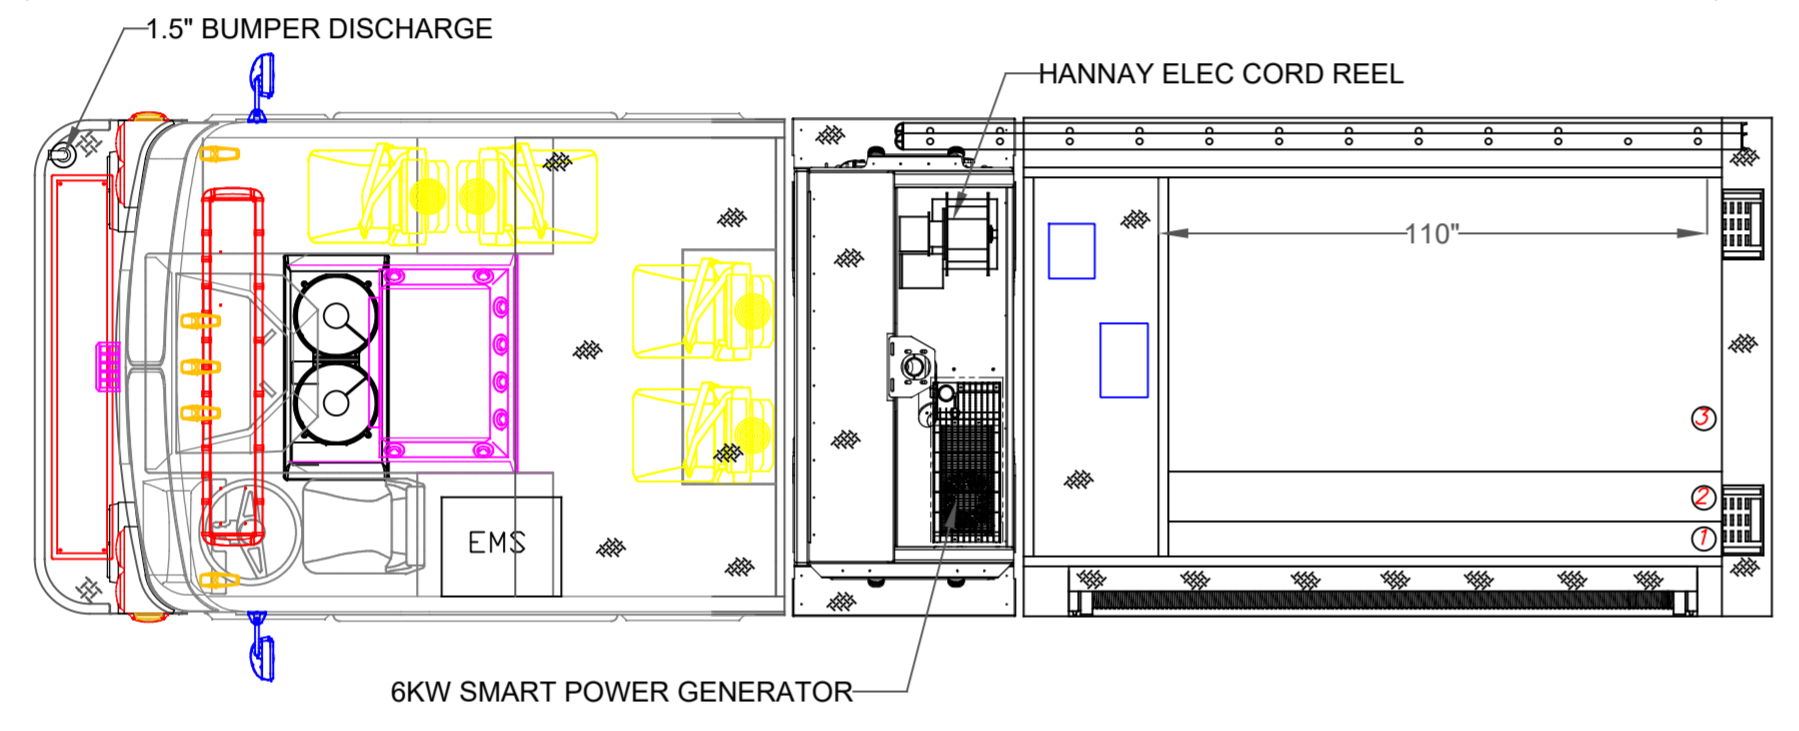 1.5" BUMPER DISCHARGE
HANNAY ELEC CORD REEL
110"
3
2
1
EMS
6KW SMART POWER GENERATOR